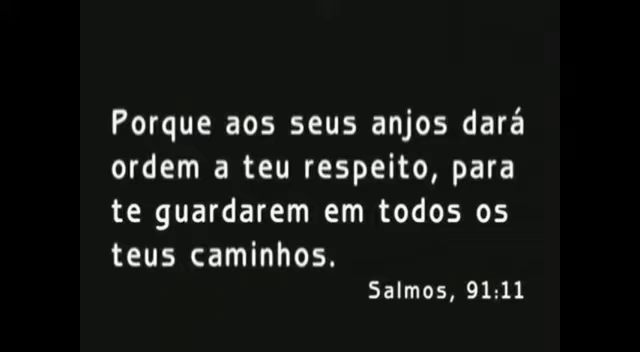 Porque aos seus anjos dará
ordem a teu respeito, para
te guardarem em todos os
teus caminhos.
Salmos, 91:11